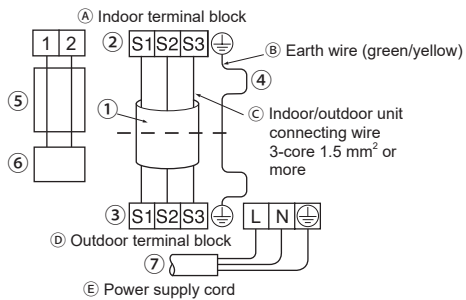 Ⓐ Indoor terminal block
1 2
② S1 S2 S3
Ⓑ Earth wire (green/yellow)
④
⑤
①
Ⓒ Indoor/outdoor unit
connecting wire
3-core 1.5 mm² or
more
⑥
③ S1 S2 S3
L N
Ⓓ Outdoor terminal block
⑦
Ⓔ Power supply cord